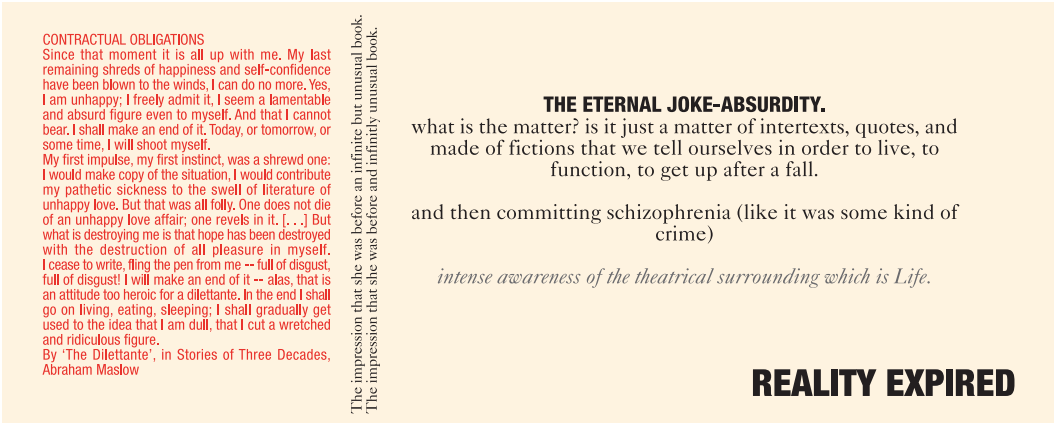 CONTRACTUAL OBLIGATIONS
Since that moment it is all up with me. My last
remaining shreds of happiness and self-confidence
have been blown to the winds, I can do no more. Yes,
I am unhappy; I freely admit it, I seem a lamentable
and absurd figure even to myself. And that I cannot
bear. I shall make an end of it. Today, or tomorrow, or
some time, I will shoot myself.
My first impulse, my first instinct, was a shrewd one:
I would make copy of the situation, I would contribute
my pathetic sickness to the swell of literature of
unhappy love. But that was all folly. One does not die
of an unhappy love affair; one revels in it. [. . .] But
what is destroying me is that hope has been destroyed
with the destruction of all pleasure in myself.
I cease to write, fling the pen from me -- full of disgust,
full of disgust! I will make an end of it -- alas, that is
an attitude too heroic for a dilettante. In the end I shall
go on living, eating, sleeping; I shall gradually get
used to the idea that I am dull, that I cut a wretched
and ridiculous figure.
By ‘The Dilettante’, in Stories of Three Decades,
Abraham Maslow
The impression that she was before an infinite but unusual book.
The impression that she was before and infinitly unusual book.
THE ETERNAL JOKE-ABSURDITY.
what is the matter? is it just a matter of intertexts, quotes, and
made of fictions that we tell ourselves in order to live, to
function, to get up after a fall.
and then committing schizophrenia (like it was some kind of
crime)
intense awareness of the theatrical surrounding which is Life.
REALITY EXPIRED